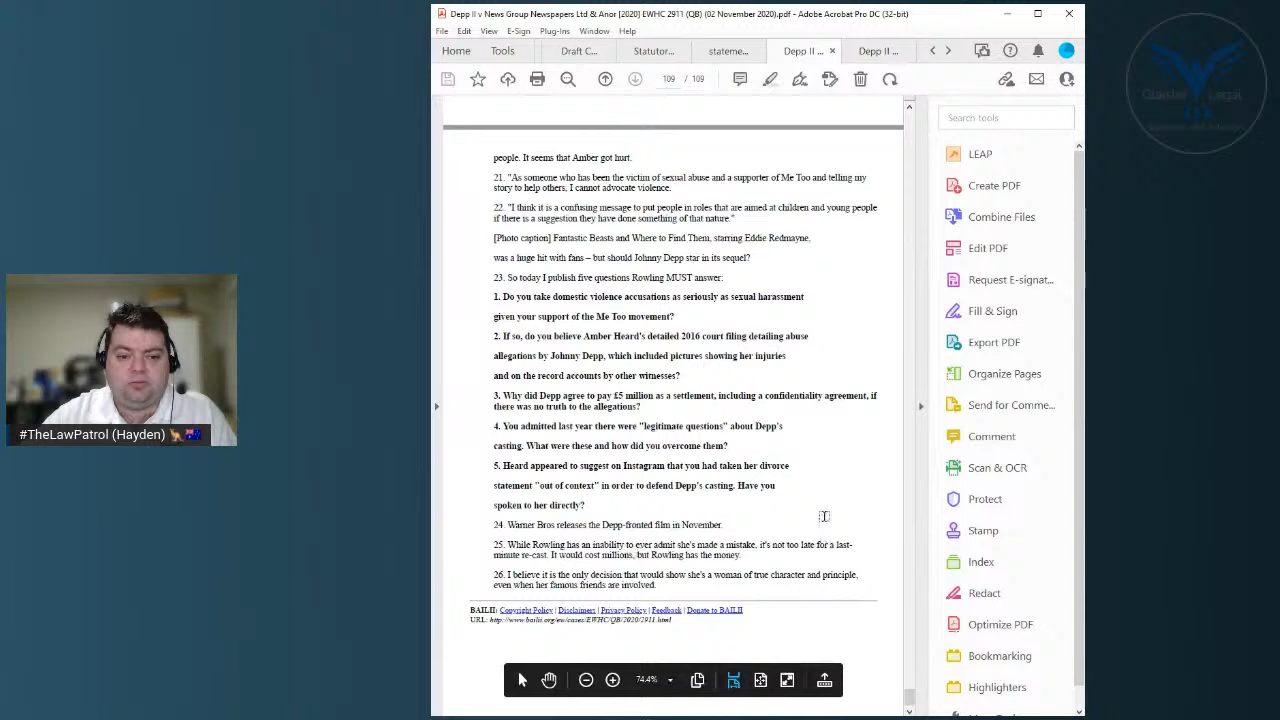 Depp II v News Group Newspapers Ltd & Anor [2020] EWHC 2911 (QB) (02 November 2020).pdf - Adobe Acrobat Pro DC (32-bit)
File Edit View E-Sign Plug-Ins Window Help
Home Tools Draft C... Statutor... stateme... Depp II ... × Depp II ...
109 / 109
people. It seems that Amber got hurt.
21. "As someone who has been the victim of sexual abuse and a supporter of Me Too and telling my
story to help others, I cannot advocate violence.
22. "I think it is a confusing message to put people in roles that are aimed at children and young people
if there is a suggestion they have done something of that nature."
[Photo caption] Fantastic Beasts and Where to Find Them, starring Eddie Redmayne,
was a huge hit with fans – but should Johnny Depp star in its sequel?
23. So today I publish five questions Rowling MUST answer:
1. Do you take domestic violence accusations as seriously as sexual harassment
given your support of the Me Too movement?
2. If so, do you believe Amber Heard's detailed 2016 court filing detailing abuse
allegations by Johnny Depp, which included pictures showing her injuries
and on the record accounts by other witnesses?
3. Why did Depp agree to pay £5 million as a settlement, including a confidentiality agreement, if
there was no truth to the allegations?
4. You admitted last year there were "legitimate questions" about Depp's
casting. What were these and how did you overcome them?
5. Heard appeared to suggest on Instagram that you had taken her divorce
statement "out of context" in order to defend Depp's casting. Have you
spoken to her directly?
24. Warner Bros releases the Depp-fronted film in November.
25. While Rowling has an inability to ever admit she's made a mistake, it's not too late for a last-
minute re-cast. It would cost millions, but Rowling has the money.
26. I believe it is the only decision that would show she's a woman of true character and principle,
even when her famous friends are involved.
BAILII: Copyright Policy | Disclaimers | Privacy Policy | Feedback | Donate to BAILII
URL: http://www.bailii.org/ew/cases/EWHC/QB/2020/2911.html
74.4%
Search tools
LEAP
Create PDF
Combine Files
Edit PDF
Request E-signat...
Fill & Sign
Export PDF
Organize Pages
Send for Comme...
Comment
Scan & OCR
Protect
Stamp
Index
Redact
Optimize PDF
Bookmarking
Highlighters
#TheLawPatrol (Hayden)
Glaister Legal